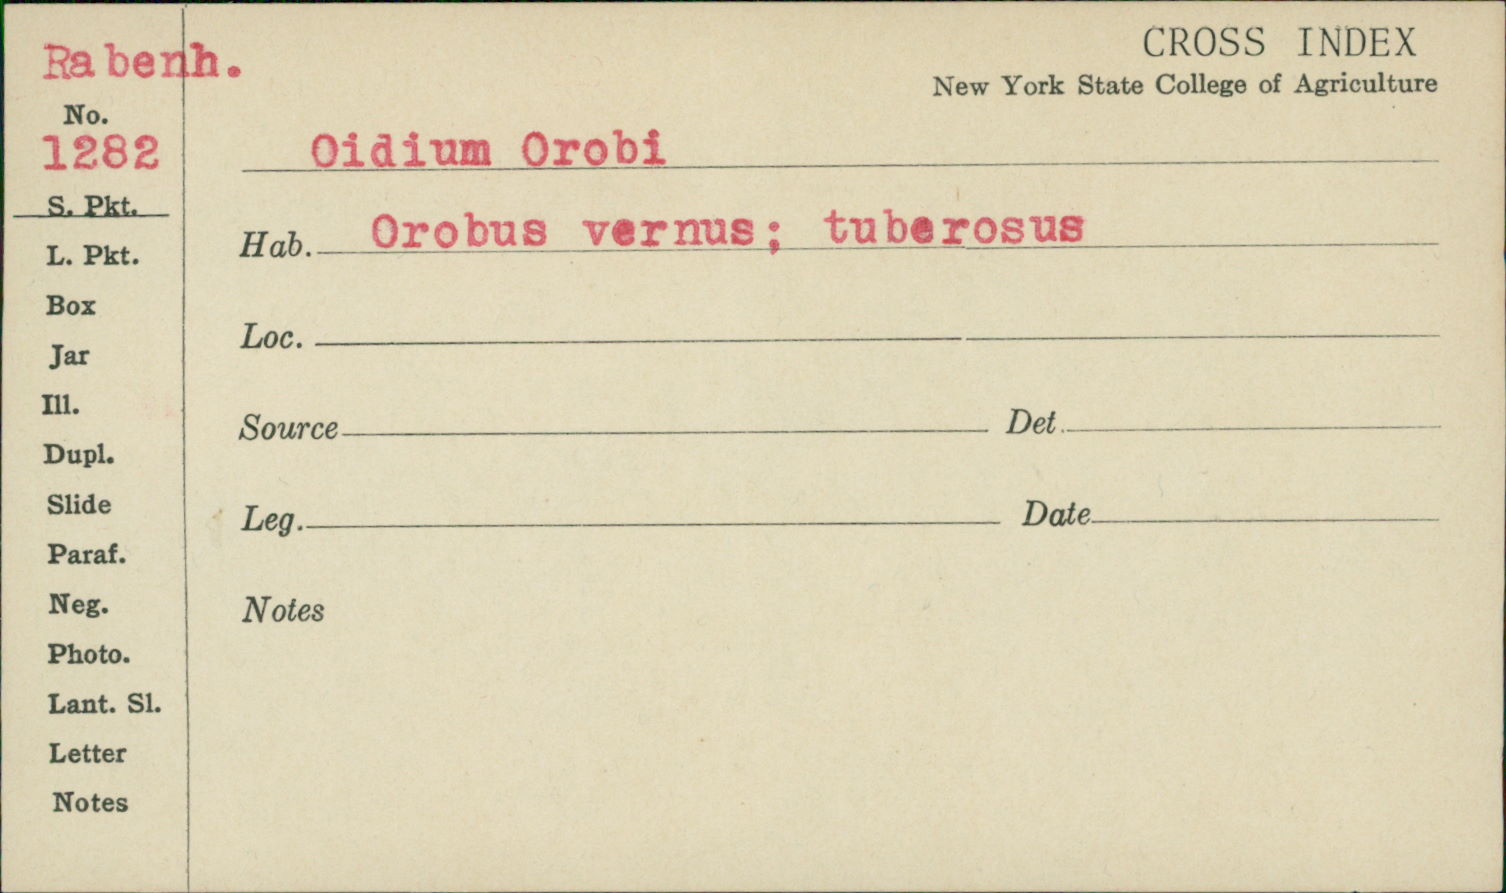 Rabenh.
CROSS INDEX
New York State College of Agriculture
No.
1282
Oidium Orobi
S. Pkt.
Hab. Orobus vernus; tuberosus
L. Pkt.
Box
Loc.
Jar
Ill.
Source Det.
Dupl.
Slide
Leg. Date
Paraf.
Neg.
Notes
Photo.
Lant. Sl.
Letter
Notes